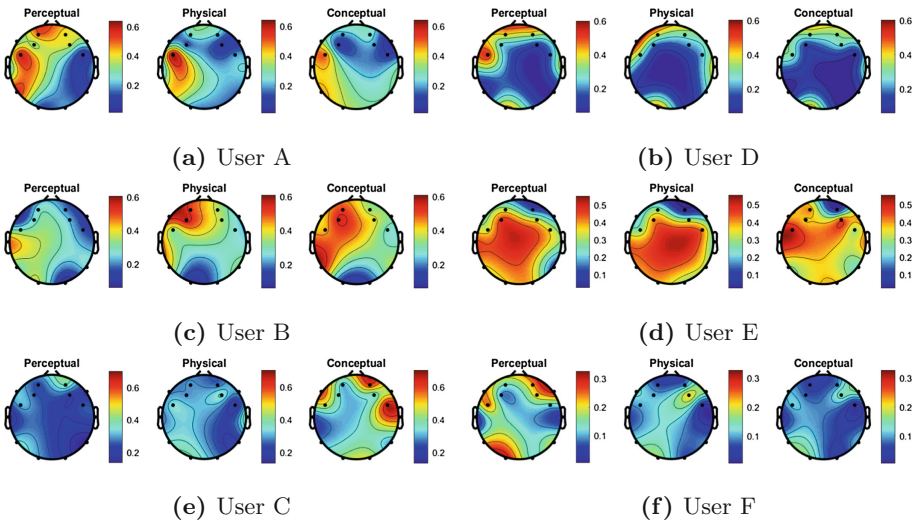 Perceptual Physical Conceptual Perceptual Physical Conceptual
0.6 0.6 0.6 0.6 0.6 0.6
0.4 0.4 0.4 0.4 0.4 0.4
0.2 0.2 0.2 0.2 0.2 0.2
(a) User A (b) User D
Perceptual Physical Conceptual Perceptual Physical Conceptual
0.6 0.6 0.6 0.5 0.5 0.5
0.4 0.4 0.4 0.4 0.4 0.4
0.3 0.3 0.3
0.2 0.2 0.2 0.2 0.2 0.2
0.1 0.1 0.1
(c) User B (d) User E
Perceptual Physical Conceptual Perceptual Physical Conceptual
0.6 0.6 0.6 0.3 0.3 0.3
0.4 0.4 0.4 0.2 0.2 0.2
0.2 0.2 0.2 0.1 0.1 0.1
(e) User C (f) User F